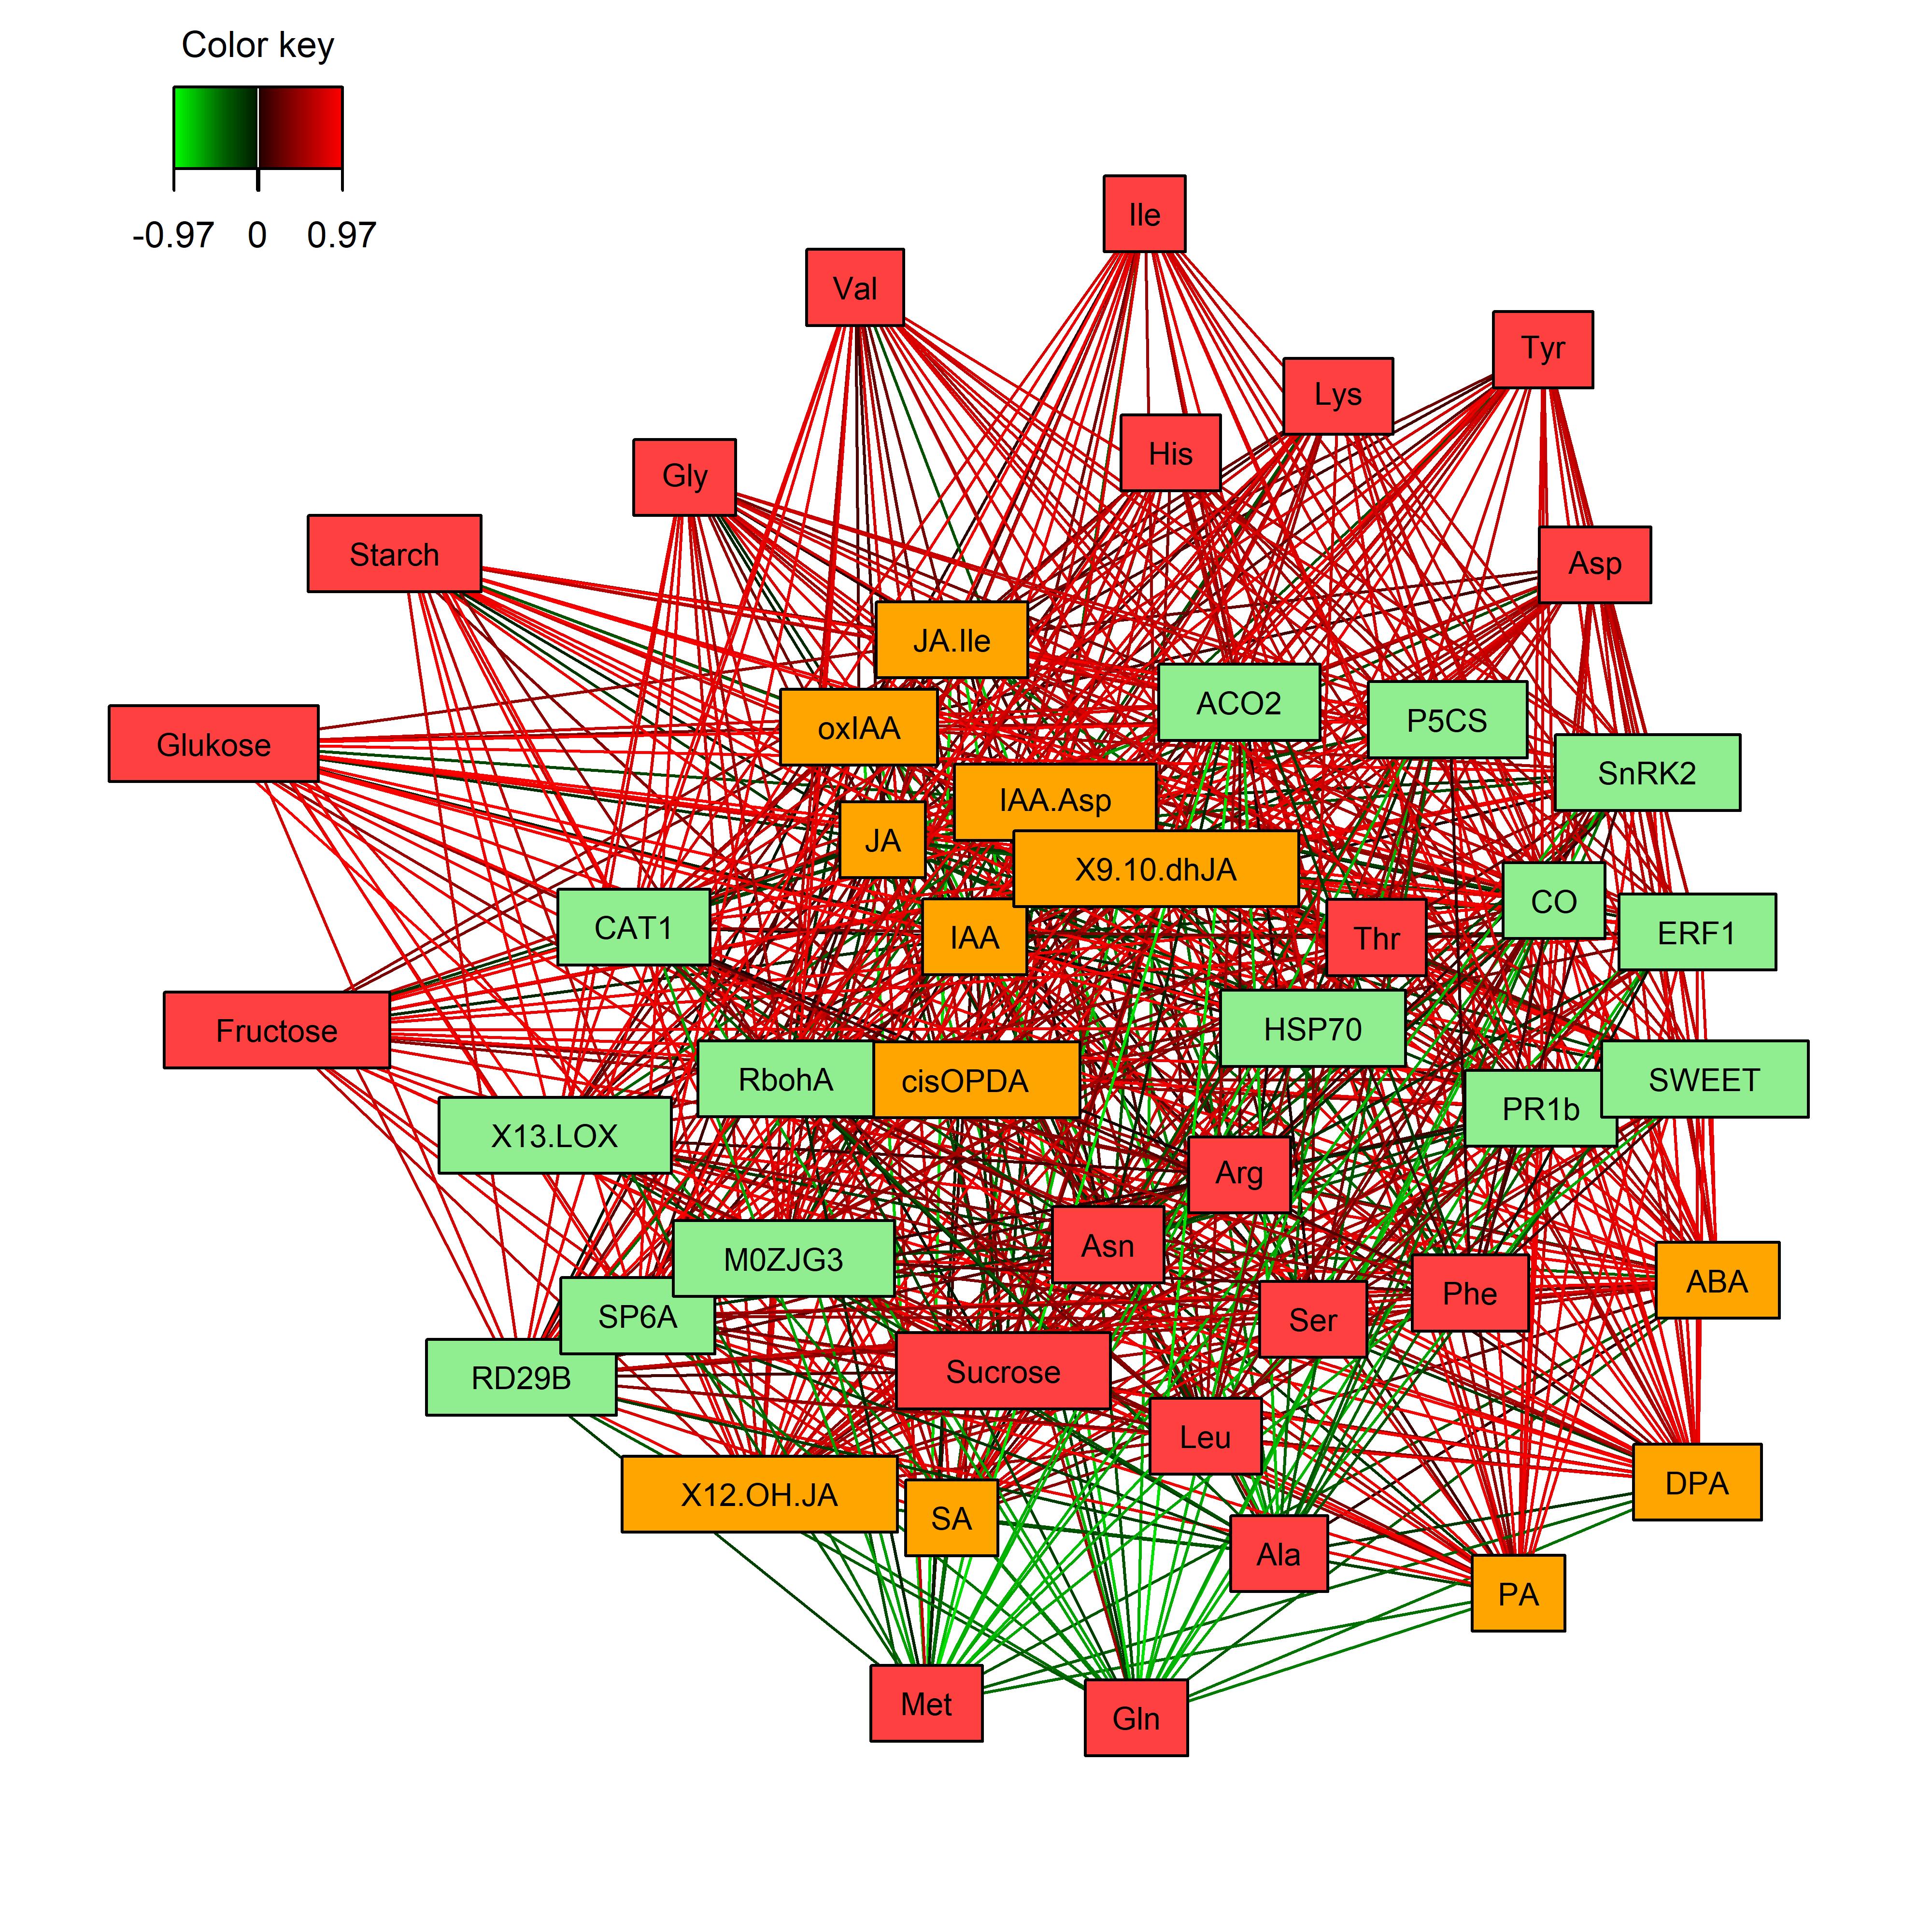 Color key
-0.97 0 0.97
Ile
Val
Tyr
Lys
His
Gly
Starch
Asp
JA.Ile
ACO2
P5CS
oxIAA
Glukose
SnRK2
IAA.Asp
JA
X9.10.dhJA
CO
CAT1
IAA
Thr
ERF1
Fructose
HSP70
RbohA
cisOPDA
SWEET
PR1b
X13.LOX
Arg
Asn
M0ZJG3
ABA
Phe
SP6A
Ser
RD29B
Sucrose
Leu
DPA
X12.OH.JA
SA
Ala
PA
Met
Gln